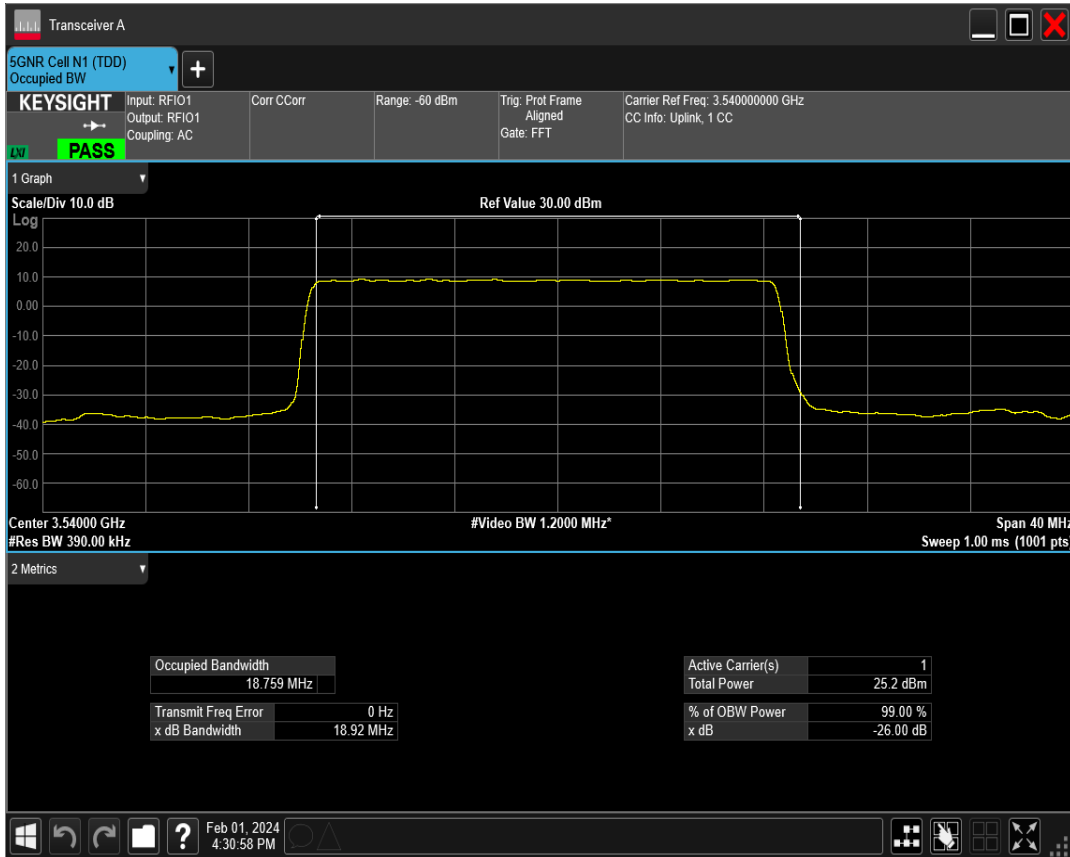 Transceiver A
5GNR Cell N1 (TDD)
Occupied BW
+
KEYSIGHT
LXI
PASS
Input: RFIO1
Output: RFIO1
Coupling: AC
Corr CCorr
Range: -60 dBm
Trig: Prot Frame
Aligned
Gate: FFT
Carrier Ref Freq: 3.540000000 GHz
CC Info: Uplink, 1 CC
1 Graph
Scale/Div 10.0 dB
Ref Value 30.00 dBm
Log
20.0
10.0
0.00
-10.0
-20.0
-30.0
-40.0
-50.0
-60.0
Center 3.54000 GHz
#Video BW 1.2000 MHz*
Span 40 MHz
#Res BW 390.00 kHz
Sweep 1.00 ms (1001 pts)
2 Metrics
Occupied Bandwidth
18.759 MHz
Transmit Freq Error 0 Hz
x dB Bandwidth 18.92 MHz
Active Carrier(s) 1
Total Power 25.2 dBm
% of OBW Power 99.00 %
x dB -26.00 dB
?
Feb 01, 2024
4:30:58 PM